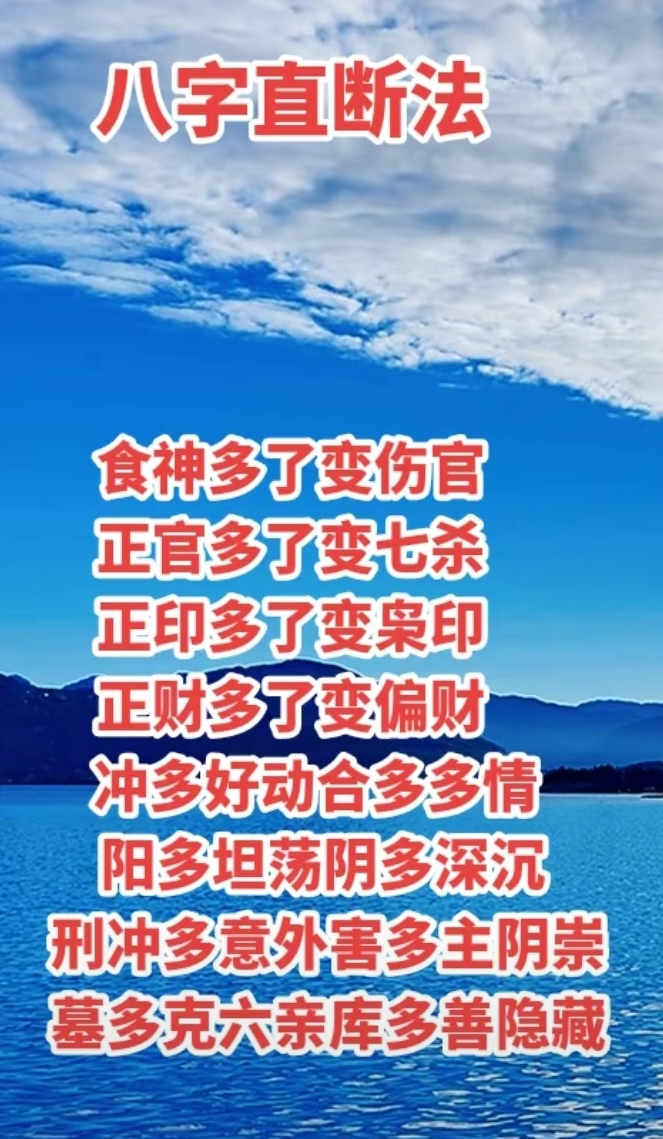 八字直断法
食神多了变伤官
正官多了变七杀
正印多了变枭印
正财多了变偏财
冲多好动合多多情
阳多坦荡阴多深沉
刑冲多意外害多主阴崇
墓多克六亲库多善隐藏